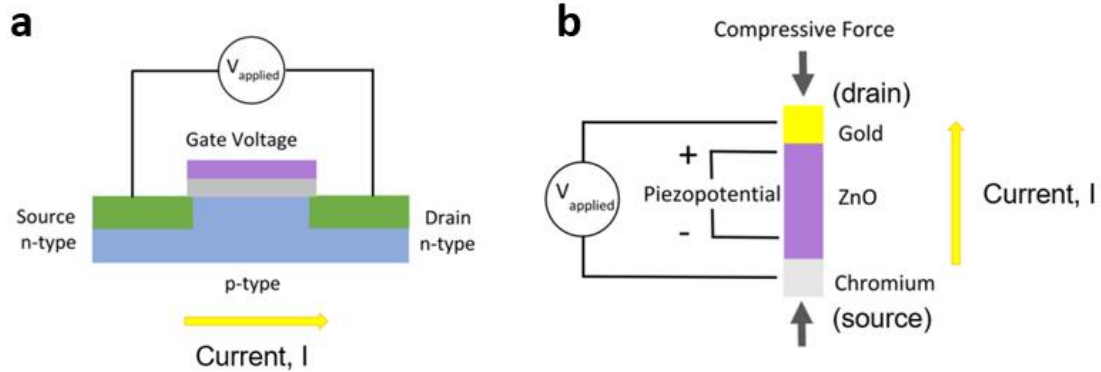 a
V applied
Gate Voltage
Source
n-type
Drain
n-type
p-type
Current, I
b
Compressive Force
(drain)
Gold
+
V applied
Piezopotential
ZnO
-
Current, I
Chromium
(source)